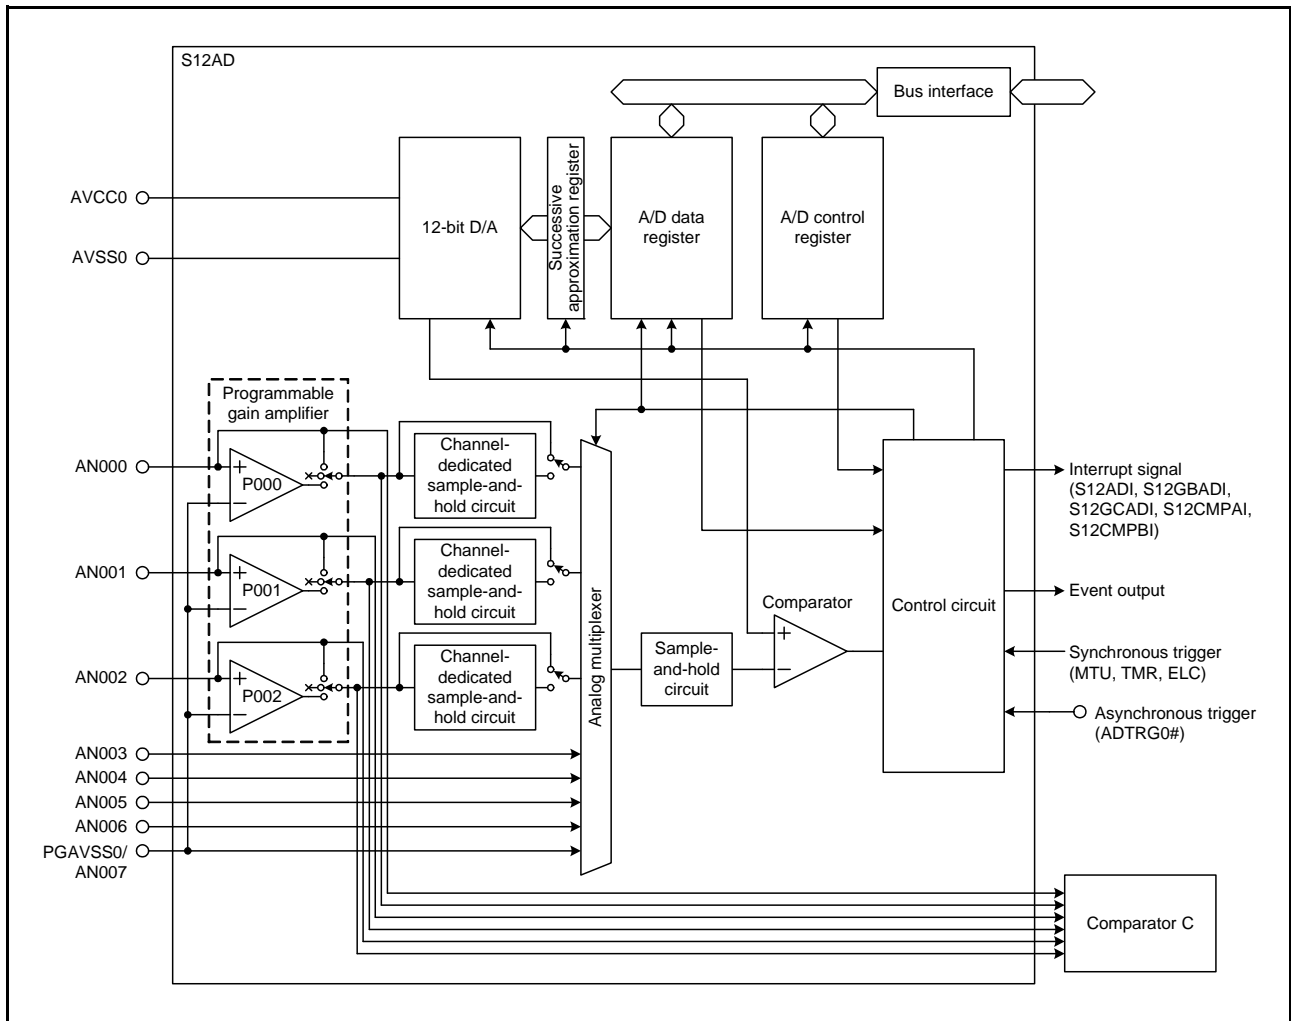 S12AD
Bus interface
AVCC0
AVSS0
12-bit D/A
Successive
approximation register
A/D data
register
A/D control
register
Programmable
gain amplifier
AN000
+
P000
−
Channel-
dedicated
sample-and-
hold circuit
AN001
+
P001
−
Channel-
dedicated
sample-and-
hold circuit
AN002
+
P002
−
Channel-
dedicated
sample-and-
hold circuit
AN003
AN004
AN005
AN006
PGAVSS0/
AN007
Analog multiplexer
Sample-
and-hold
circuit
Comparator
+
−
Control circuit
Interrupt signal
(S12ADI, S12GBADI,
S12GCADI, S12CMPAI,
S12CMPBI)
Event output
Synchronous trigger
(MTU, TMR, ELC)
Asynchronous trigger
(ADTRG0#)
Comparator C